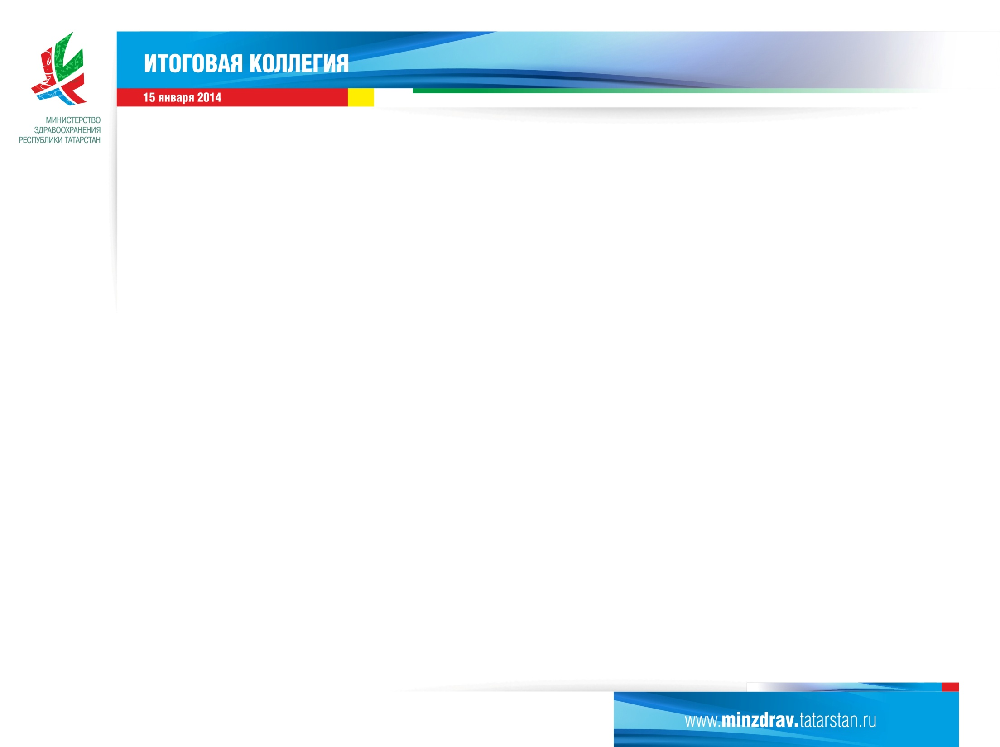 ИТОГОВАЯ КОЛЛЕГИЯ
15 января 2014
МИНИСТЕРСТВО
ЗДРАВООХРАНЕНИЯ
РЕСПУБЛИКИ ТАТАРСТАН
www.minzdrav.tatarstan.ru